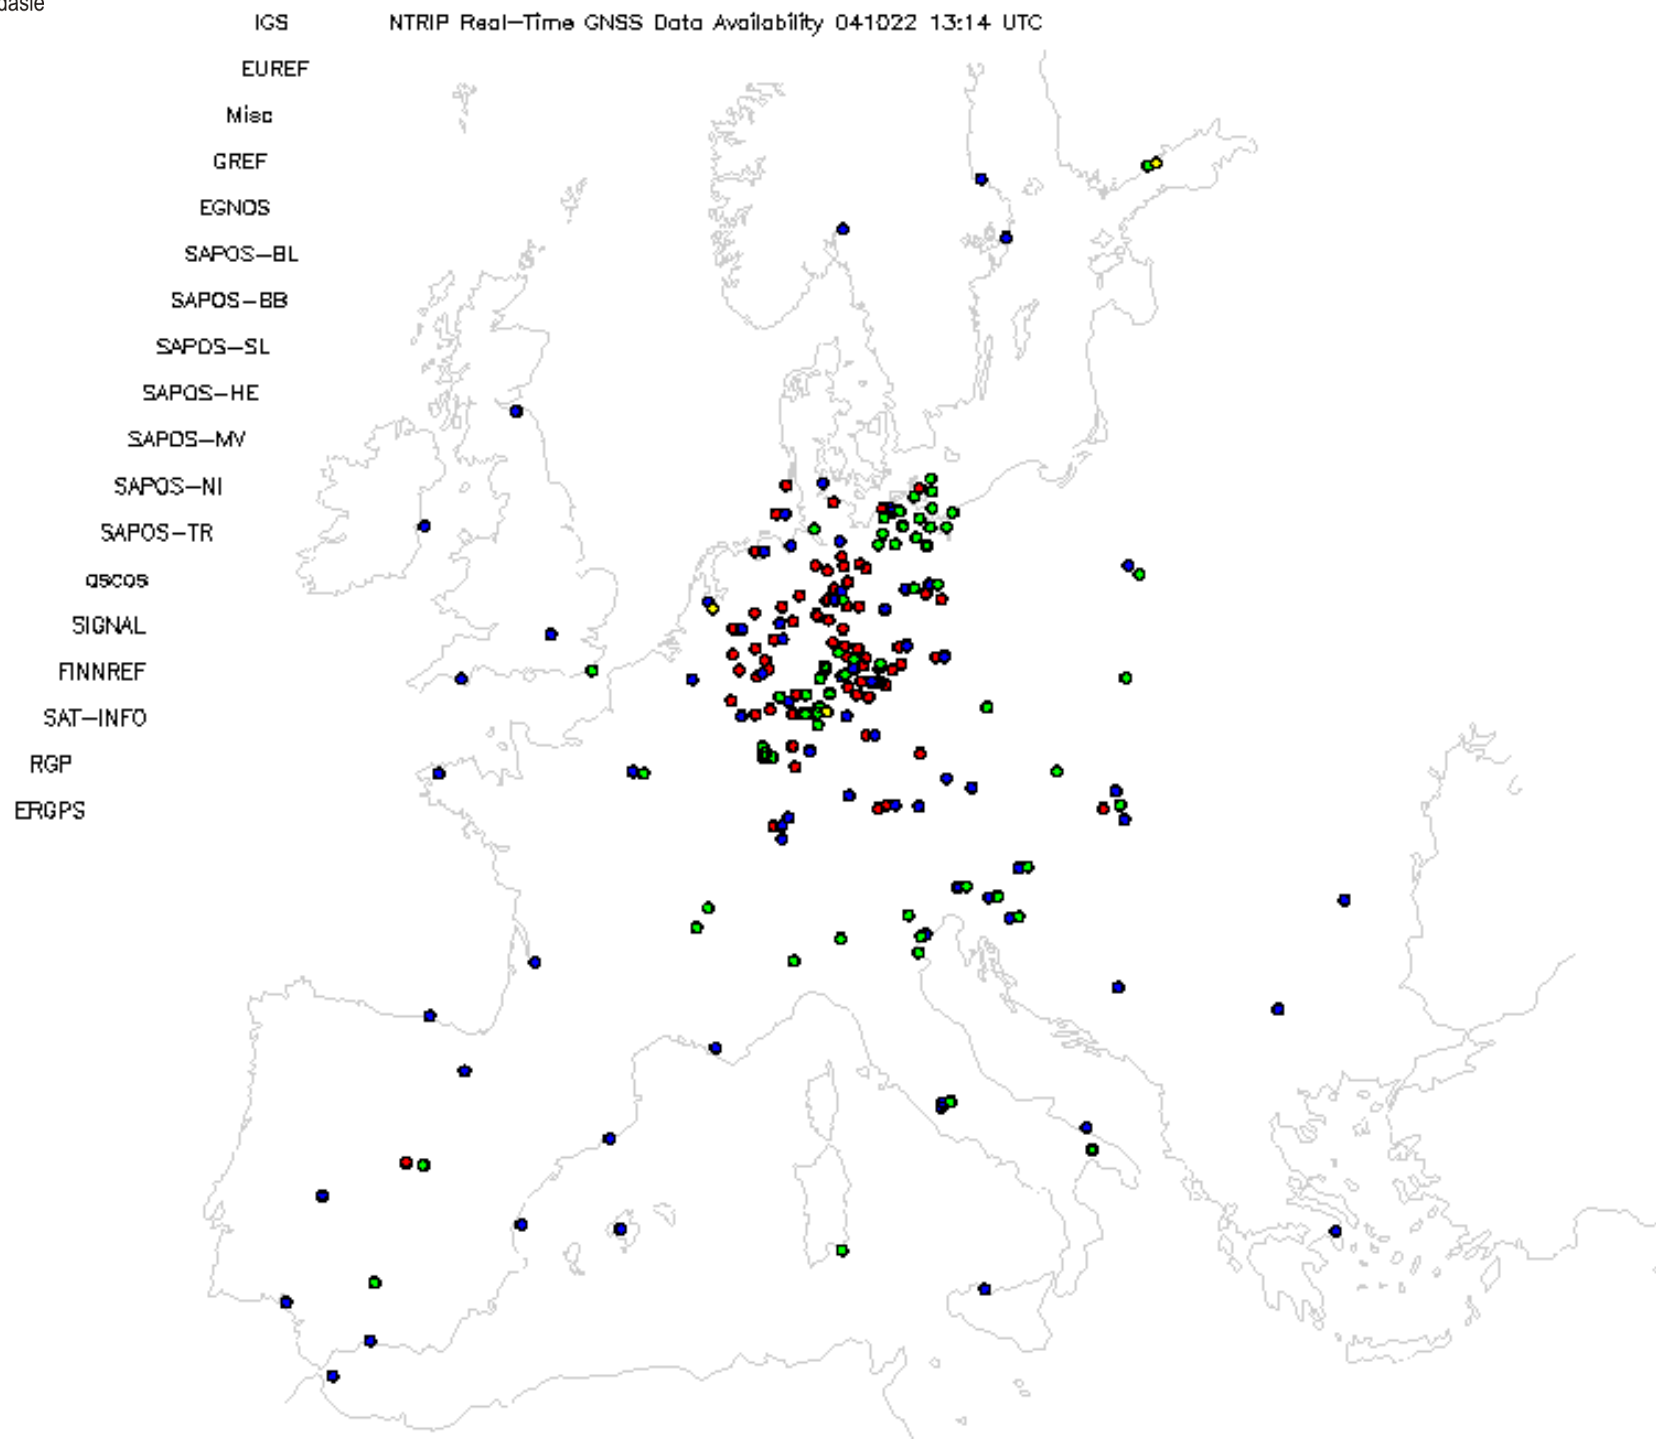 IGS NTRIP Real-Time GNSS Data Availability 041022 13:14 UTC
EUREF
Misc
GREF
EGNOS
SAPOS-BL
SAPOS-BB
SAPOS-SL
SAPOS-HE
SAPOS-MV
SAPOS-NI
SAPOS-TR
ascos
SIGNAL
FINNREF
SAT-INFO
RGP
ERGPS